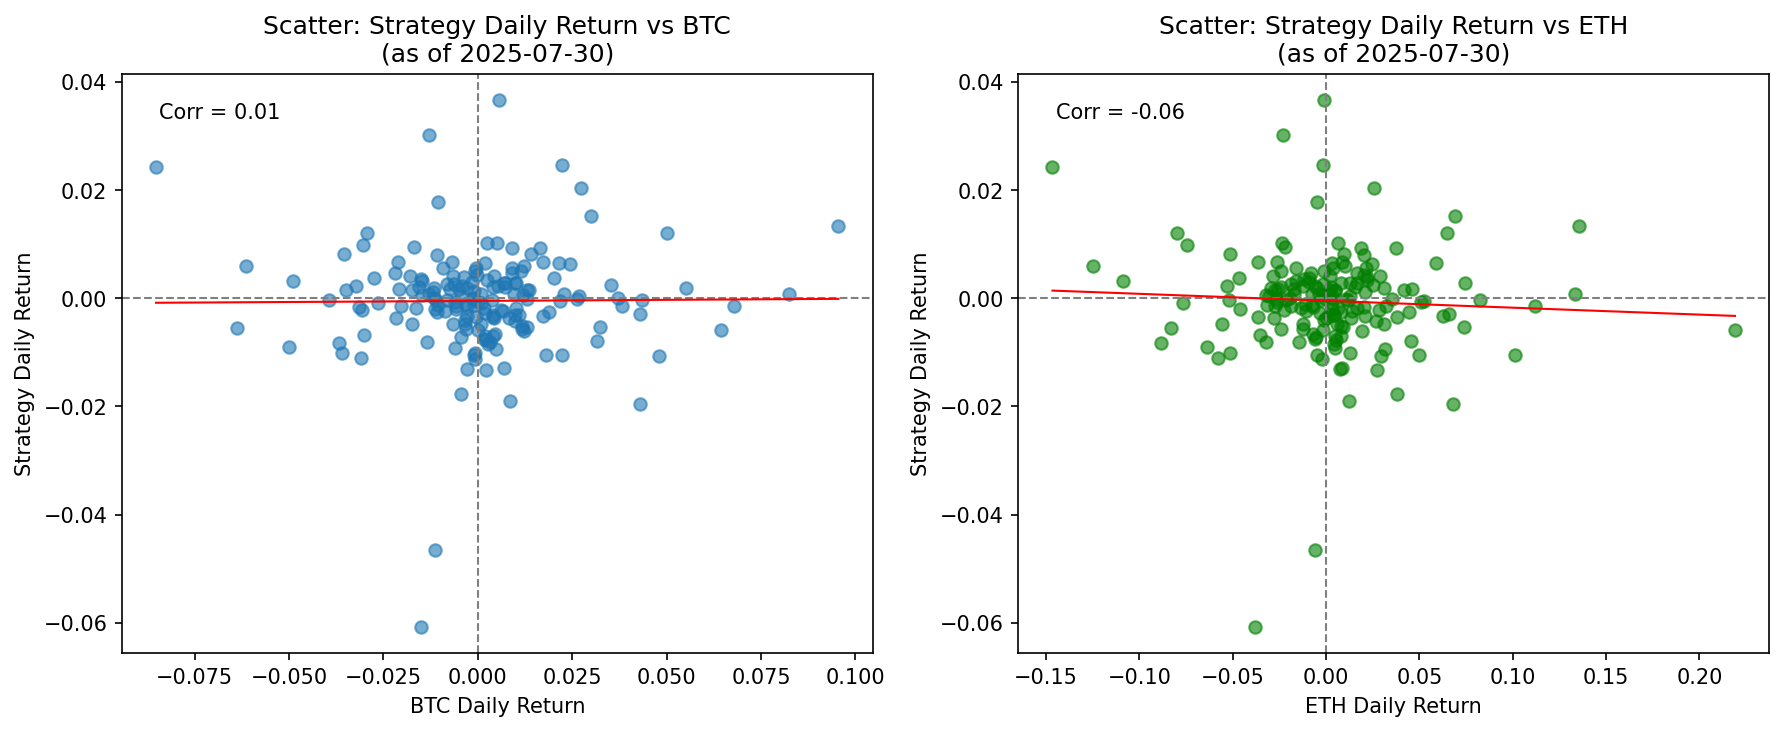 Scatter: Strategy Daily Return vs BTC
(as of 2025-07-30)
Corr = 0.01
0.04
0.02
0.00
−0.02
−0.04
−0.06
Strategy Daily Return
−0.075 −0.050 −0.025 0.000 0.025 0.050 0.075 0.100
BTC Daily Return
Scatter: Strategy Daily Return vs ETH
(as of 2025-07-30)
Corr = -0.06
0.04
0.02
0.00
−0.02
−0.04
−0.06
Strategy Daily Return
−0.15 −0.10 −0.05 0.00 0.05 0.10 0.15 0.20
ETH Daily Return